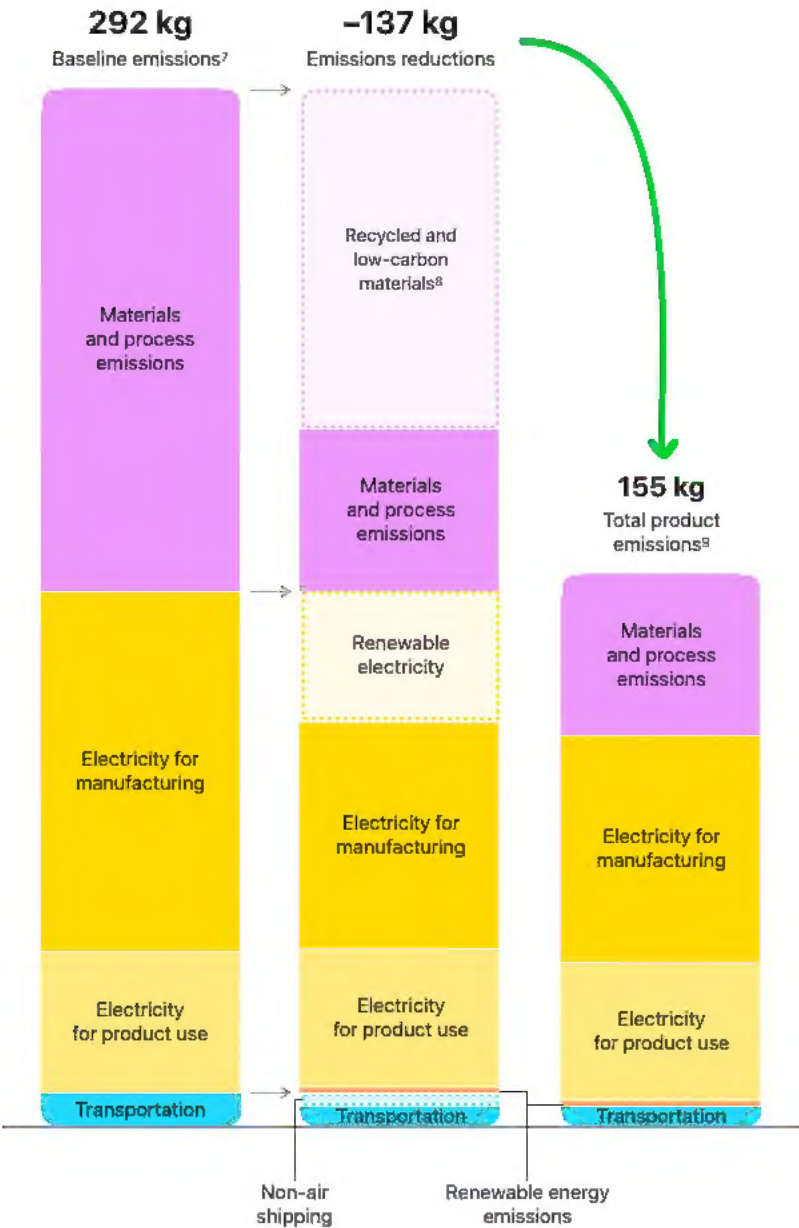 292 kg
Baseline emissions⁷
–137 kg
Emissions reductions
Materials
and process
emissions
Electricity for
manufacturing
Electricity
for product use
Transportation
Recycled and
low-carbon
materials⁸
Materials
and process
emissions
Renewable
electricity
Electricity for
manufacturing
Electricity
for product use
Transportation
155 kg
Total product
emissions⁹
Materials
and process
emissions
Electricity for
manufacturing
Electricity
for product use
Transportation
Non-air
shipping
Renewable energy
emissions